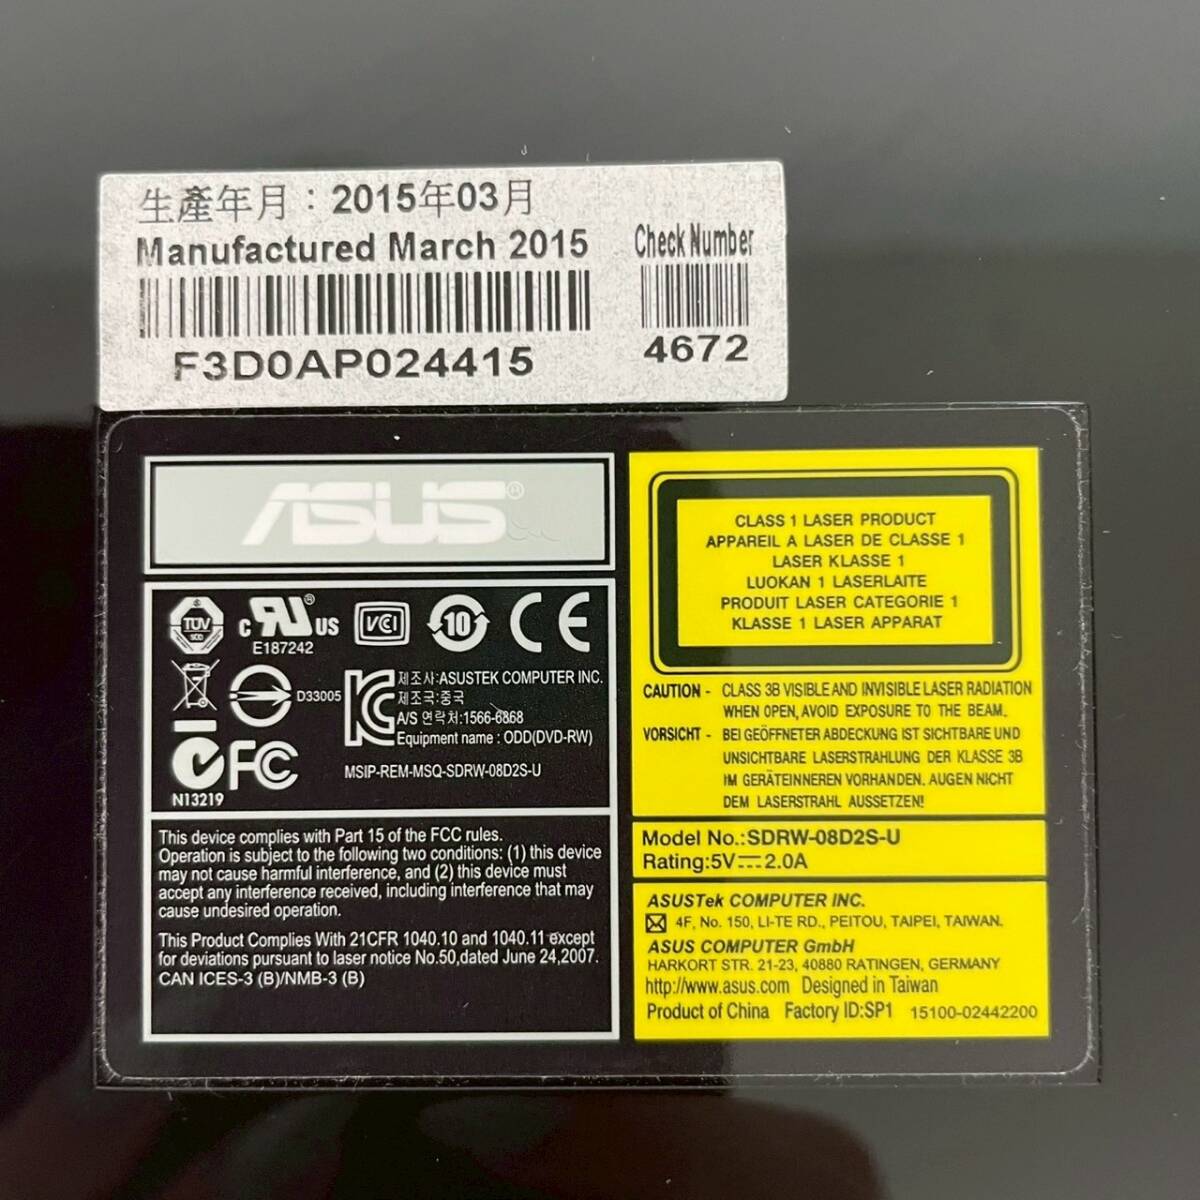 生產年月：2015年03月
Manufactured March 2015
F3D0AP024415
Check Number
4672
ASUS®
TÜV
SÜD
c RU® US
E187242
VCI
10
CE
D33005
N13219
FC
제조사:ASUSTEK COMPUTER INC.
제조국:중국
A/S 연락처:1566-6868
Equipment name : ODD(DVD-RW)
MSIP-REM-MSQ-SDRW-08D2S-U
This device complies with Part 15 of the FCC rules.
Operation is subject to the following two conditions: (1) this device
may not cause harmful interference, and (2) this device must
accept any interference received, including interference that may
cause undesired operation.
This Product Complies With 21CFR 1040.10 and 1040.11 except
for deviations pursuant to laser notice No.50,dated June 24,2007.
CAN ICES-3 (B)/NMB-3 (B)
CLASS 1 LASER PRODUCT
APPAREIL A LASER DE CLASSE 1
LASER KLASSE 1
LUOKAN 1 LASERLAITE
PRODUIT LASER CATEGORIE 1
KLASSE 1 LASER APPARAT
CAUTION - CLASS 3B VISIBLE AND INVISIBLE LASER RADIATION
WHEN OPEN, AVOID EXPOSURE TO THE BEAM.
VORSICHT - BEI GEÖFFNETER ABDECKUNG IST SICHTBARE UND
UNSICHTBARE LASERSTRAHLUNG DER KLASSE 3B
IM GERÄTEINNEREN VORHANDEN. AUGEN NICHT
DEM LASERSTRAHL AUSSETZEN!
Model No.:SDRW-08D2S-U
Rating:5V⎓2.0A
ASUSTek COMPUTER INC.
4F, No. 150, LI-TE RD., PEITOU, TAIPEI, TAIWAN.
ASUS COMPUTER GmbH
HARKORT STR. 21-23, 40880 RATINGEN, GERMANY
http://www.asus.com Designed in Taiwan
Product of China Factory ID:SP1 15100-02442200